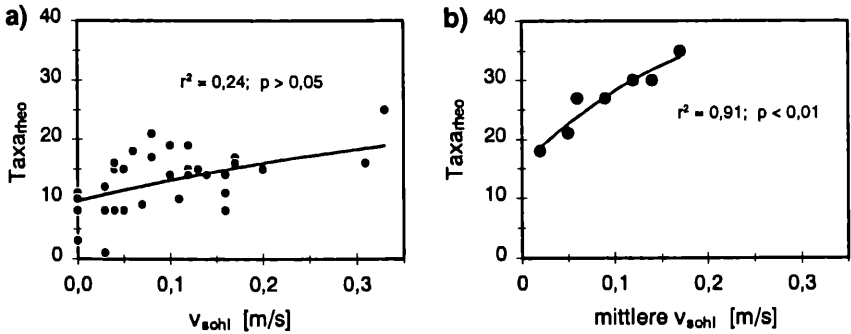 a)
Taxa_rheo
40
30
20
10
0
r² = 0,24; p > 0,05
0,0
0,1
0,2
0,3
v_sohl [m/s]
b)
Taxa_rheo
40
30
20
10
0
r² = 0,91; p < 0,01
0
0,1
0,2
0,3
mittlere v_sohl [m/s]